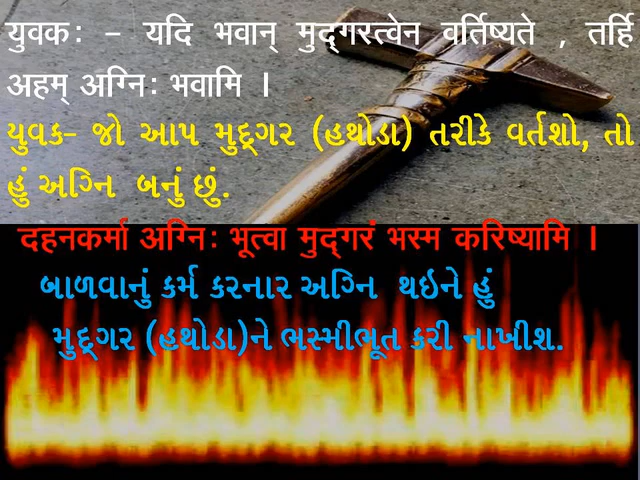 युवकः – यदि भवान् मुद्गरत्वेन वर्तिष्यते , तर्हि
अहम् अग्निः भवामि ।
યુવક- જો આપ મુદ્ગર (હથોડા) તરીકે વર્તશો, તો
હું અગ્નિ બનું છું.
दहनकर्मा अग्निः भूत्वा मुद्गरं भस्म करिष्यामि ।
બાળવાનું કર્મ કરનાર અગ્નિ થઇને હું
મુદ્ગર (હથોડા)ને ભસ્મીભૂત કરી નાખીશ.